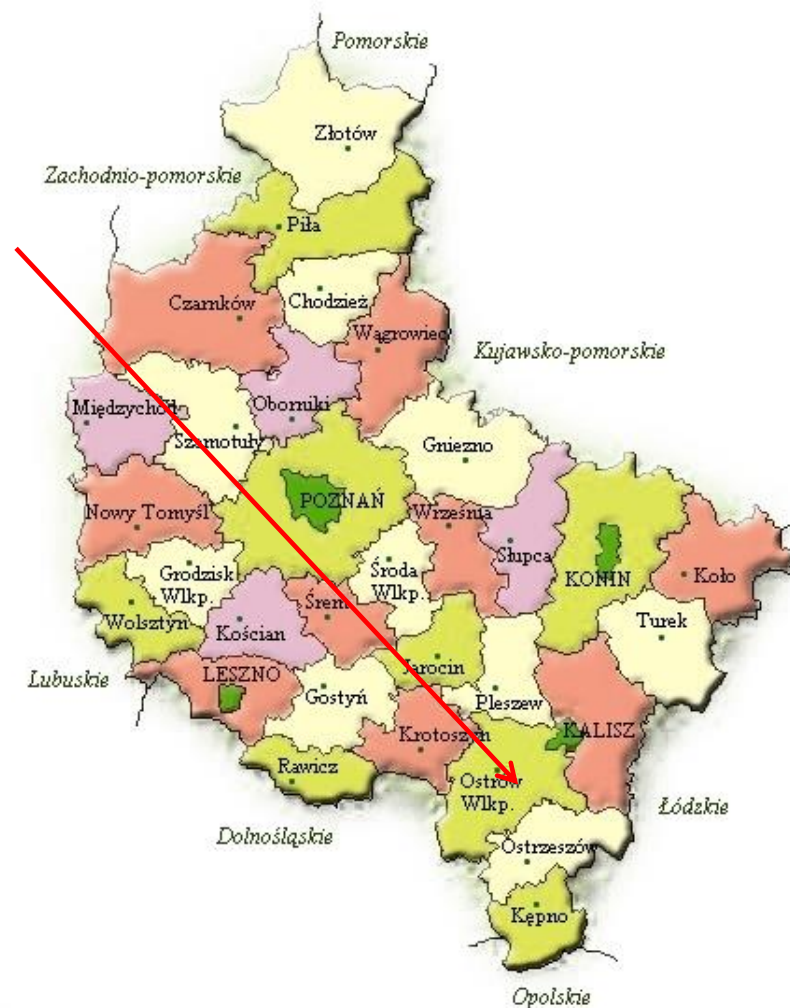 Pomorskie
Złotów
Zachodnio-pomorskie
Piła
Czarnków
Chodzież
Wągrowiec
Kujawsko-pomorskie
Międzychód
Oborniki
Szamotuły
Gniezno
Nowy Tomyśl
POZNAŃ
Września
Słupca
Grodzisk
Wlkp.
Środa
Wlkp.
KONIN
Koło
Wolsztyn
Kościan
Śrem
Turek
Lubuskie
LESZNO
Gostyń
Jarocin
Pleszew
Krotoszyn
KALISZ
Rawicz
Ostrów
Wlkp.
Łódzkie
Dolnośląskie
Ostrzeszów
Kępno
Opolskie